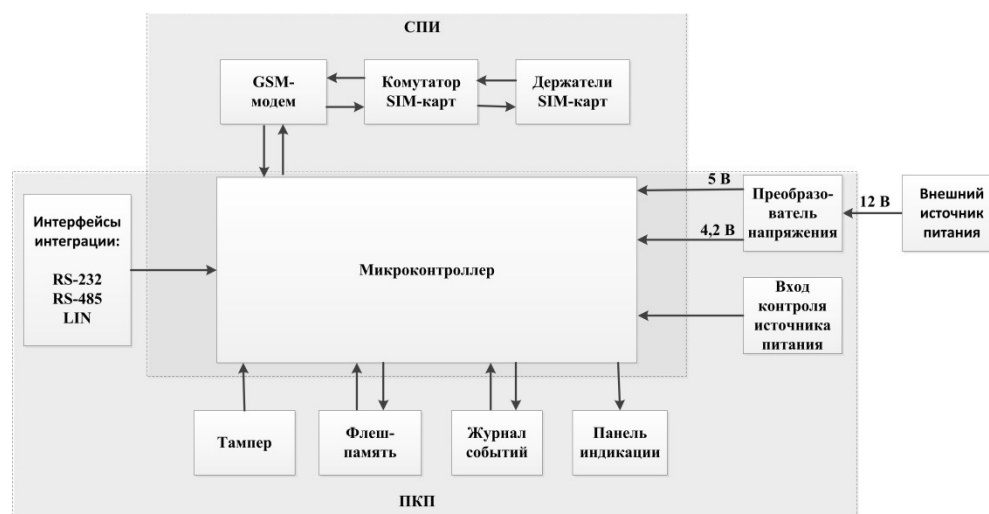 СПИ
GSM-
модем
Комутатор
SIM-карт
Держатели
SIM-карт
Интерфейсы
интеграции:
RS-232
RS-485
LIN
Микроконтроллер
5 В
4,2 В
Преобразо-
ватель
напряжения
12 В
Внешний
источник
питания
Вход
контроля
источника
питания
Тампер
Флеш-
память
Журнал
событий
Панель
индикации
ПКП